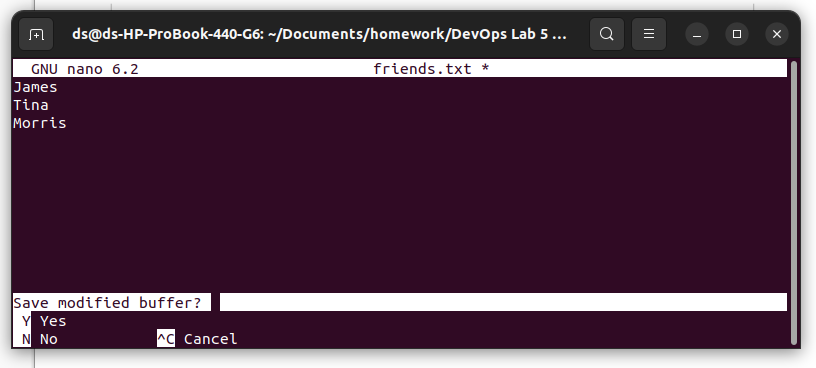 ds@ds-HP-ProBook-440-G6: ~/Documents/homework/DevOps Lab 5 ...
GNU nano 6.2 friends.txt *
James
Tina
Morris
Save modified buffer?
Y Yes
N No ^C Cancel